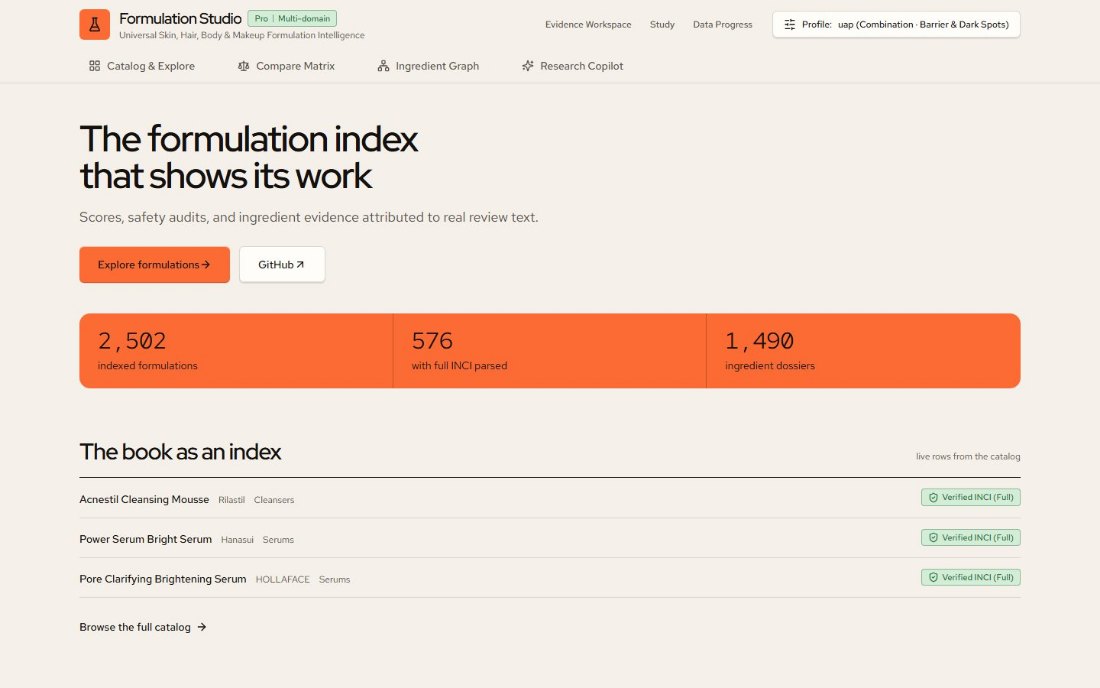 Formulation Studio Pro | Multi-domain
Universal Skin, Hair, Body & Makeup Formulation Intelligence
Evidence Workspace Study Data Progress Profile: uap (Combination · Barrier & Dark Spots)
Catalog & Explore Compare Matrix Ingredient Graph Research Copilot
The formulation index
that shows its work
Scores, safety audits, and ingredient evidence attributed to real review text.
Explore formulations → GitHub ↗
2,502 576 1,490
indexed formulations with full INCI parsed ingredient dossiers
The book as an index live rows from the catalog
Acnestil Cleansing Mousse Rilastil Cleansers Verified INCI (Full)
Power Serum Bright Serum Hanasui Serums Verified INCI (Full)
Pore Clarifying Brightening Serum HOLLAFACE Serums Verified INCI (Full)
Browse the full catalog →